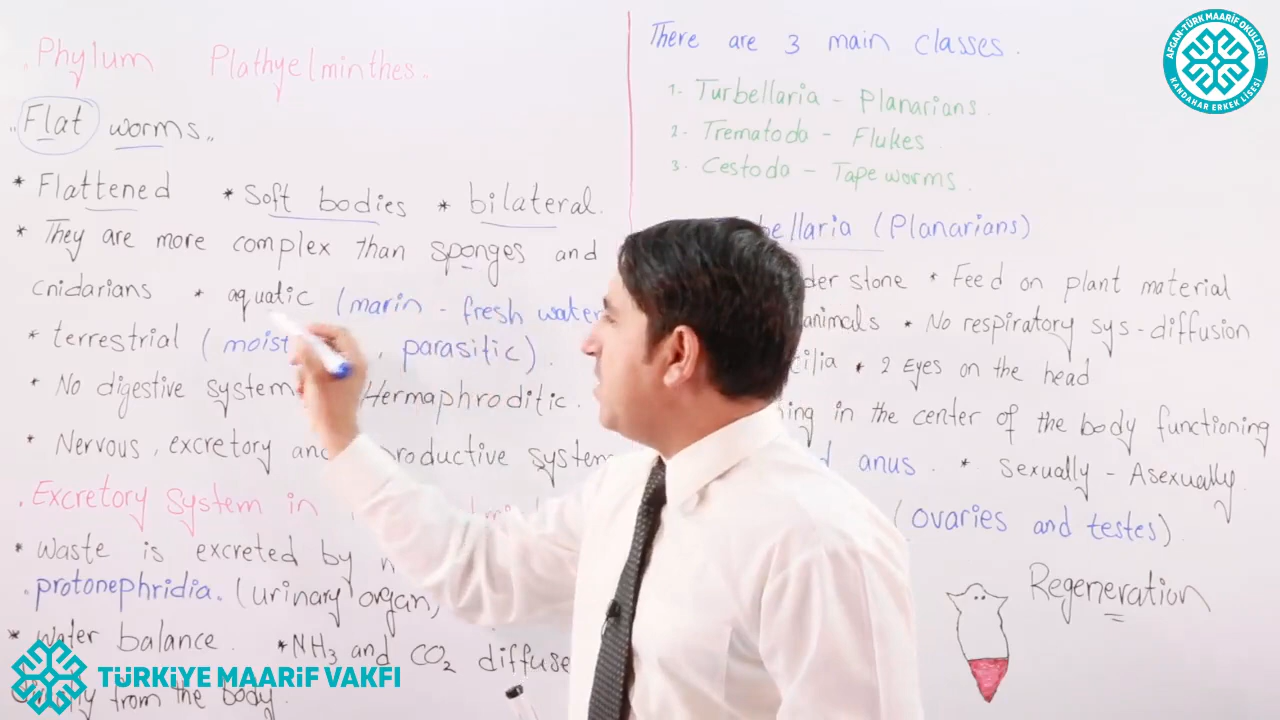 Phylum Plathyelminthes.
"Flat worms"
* Flattened * Soft bodies * bilateral.
* They are more complex than sponges and
cnidarians * aquatic (marin - fresh water
* terrestrial (moist , parasitic).
* No digestive system Hermaphroditic.
* Nervous, excretory and productive system
Excretory system in
* waste is excreted by
protonephridia. (urinary organ,
* water balance. * NH3 and CO2 diffuse
from the body.
There are 3 main classes.
1. Turbellaria - Planarians.
2. Trematoda - Flukes
3. Cestoda - Tape worms.
bellaria (Planarians)
der stone * Feed on plant material
animals * No respiratory sys-diffusion
cilia * 2 Eyes on the head
ing in the center of the body functioning
d anus. * Sexually - Asexually.
(ovaries and testes).
Regeneration
AFGAN-TÜRK MAARİF OKULLARI
KANDAHAR ERKEK LİSESİ
TÜRKİYE MAARİF VAKFI